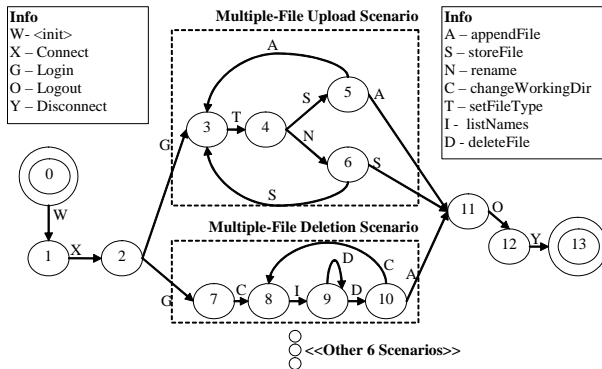 Info
W- <init>
X – Connect
G – Login
O – Logout
Y – Disconnect
Multiple-File Upload Scenario
Info
A – appendFile
S – storeFile
N – rename
C – changeWorkingDir
T – setFileType
I - listNames
D – deleteFile
A
5
S
A
3
T
4
G
N
6
S
S
0
W
1
X
2
11
O
12
Y
13
Multiple-File Deletion Scenario
D
C
A
G
7
C
8
I
9
D
10
<<Other 6 Scenarios>>